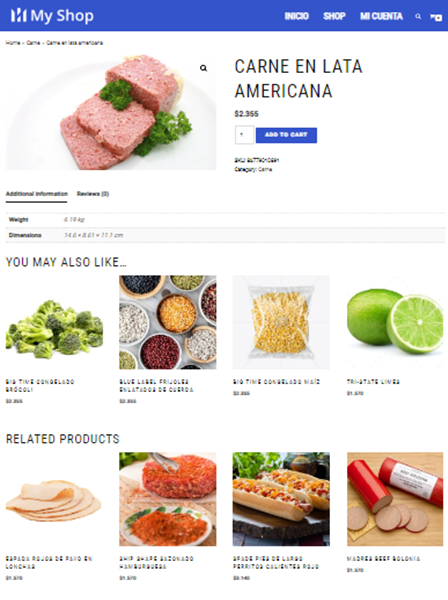 My Shop
INICIO SHOP MI CUENTA
Home » Carne » Carne en lata americana
CARNE EN LATA
AMERICANA
$2.355
1
ADD TO CART
Category: Carne
Additional information Reviews (0)
Weight 6.19 kg
Dimensions 14.6 × 8.61 × 11.1 cm
YOU MAY ALSO LIKE…
BIG TIME CONGELADO
BRÓCOLI
$2.355
BLUE LABEL FRIJOLES
ENLATADOS DE CUERDA
$2.355
BIG TIME CONGELADO MAÍZ
$2.355
TRI-STATE LIMES
$1.570
RELATED PRODUCTS
ESPADA ROJOS DE PAVO EN
LONCHAS
$1.570
SHIP SHAPE SAZONADO
HAMBURGUESA
$1.570
SPADE PIES DE LARGO
PERRITOS CALIENTES ROJO
$3.140
MADREA BEEF BOLONIA
$1.570